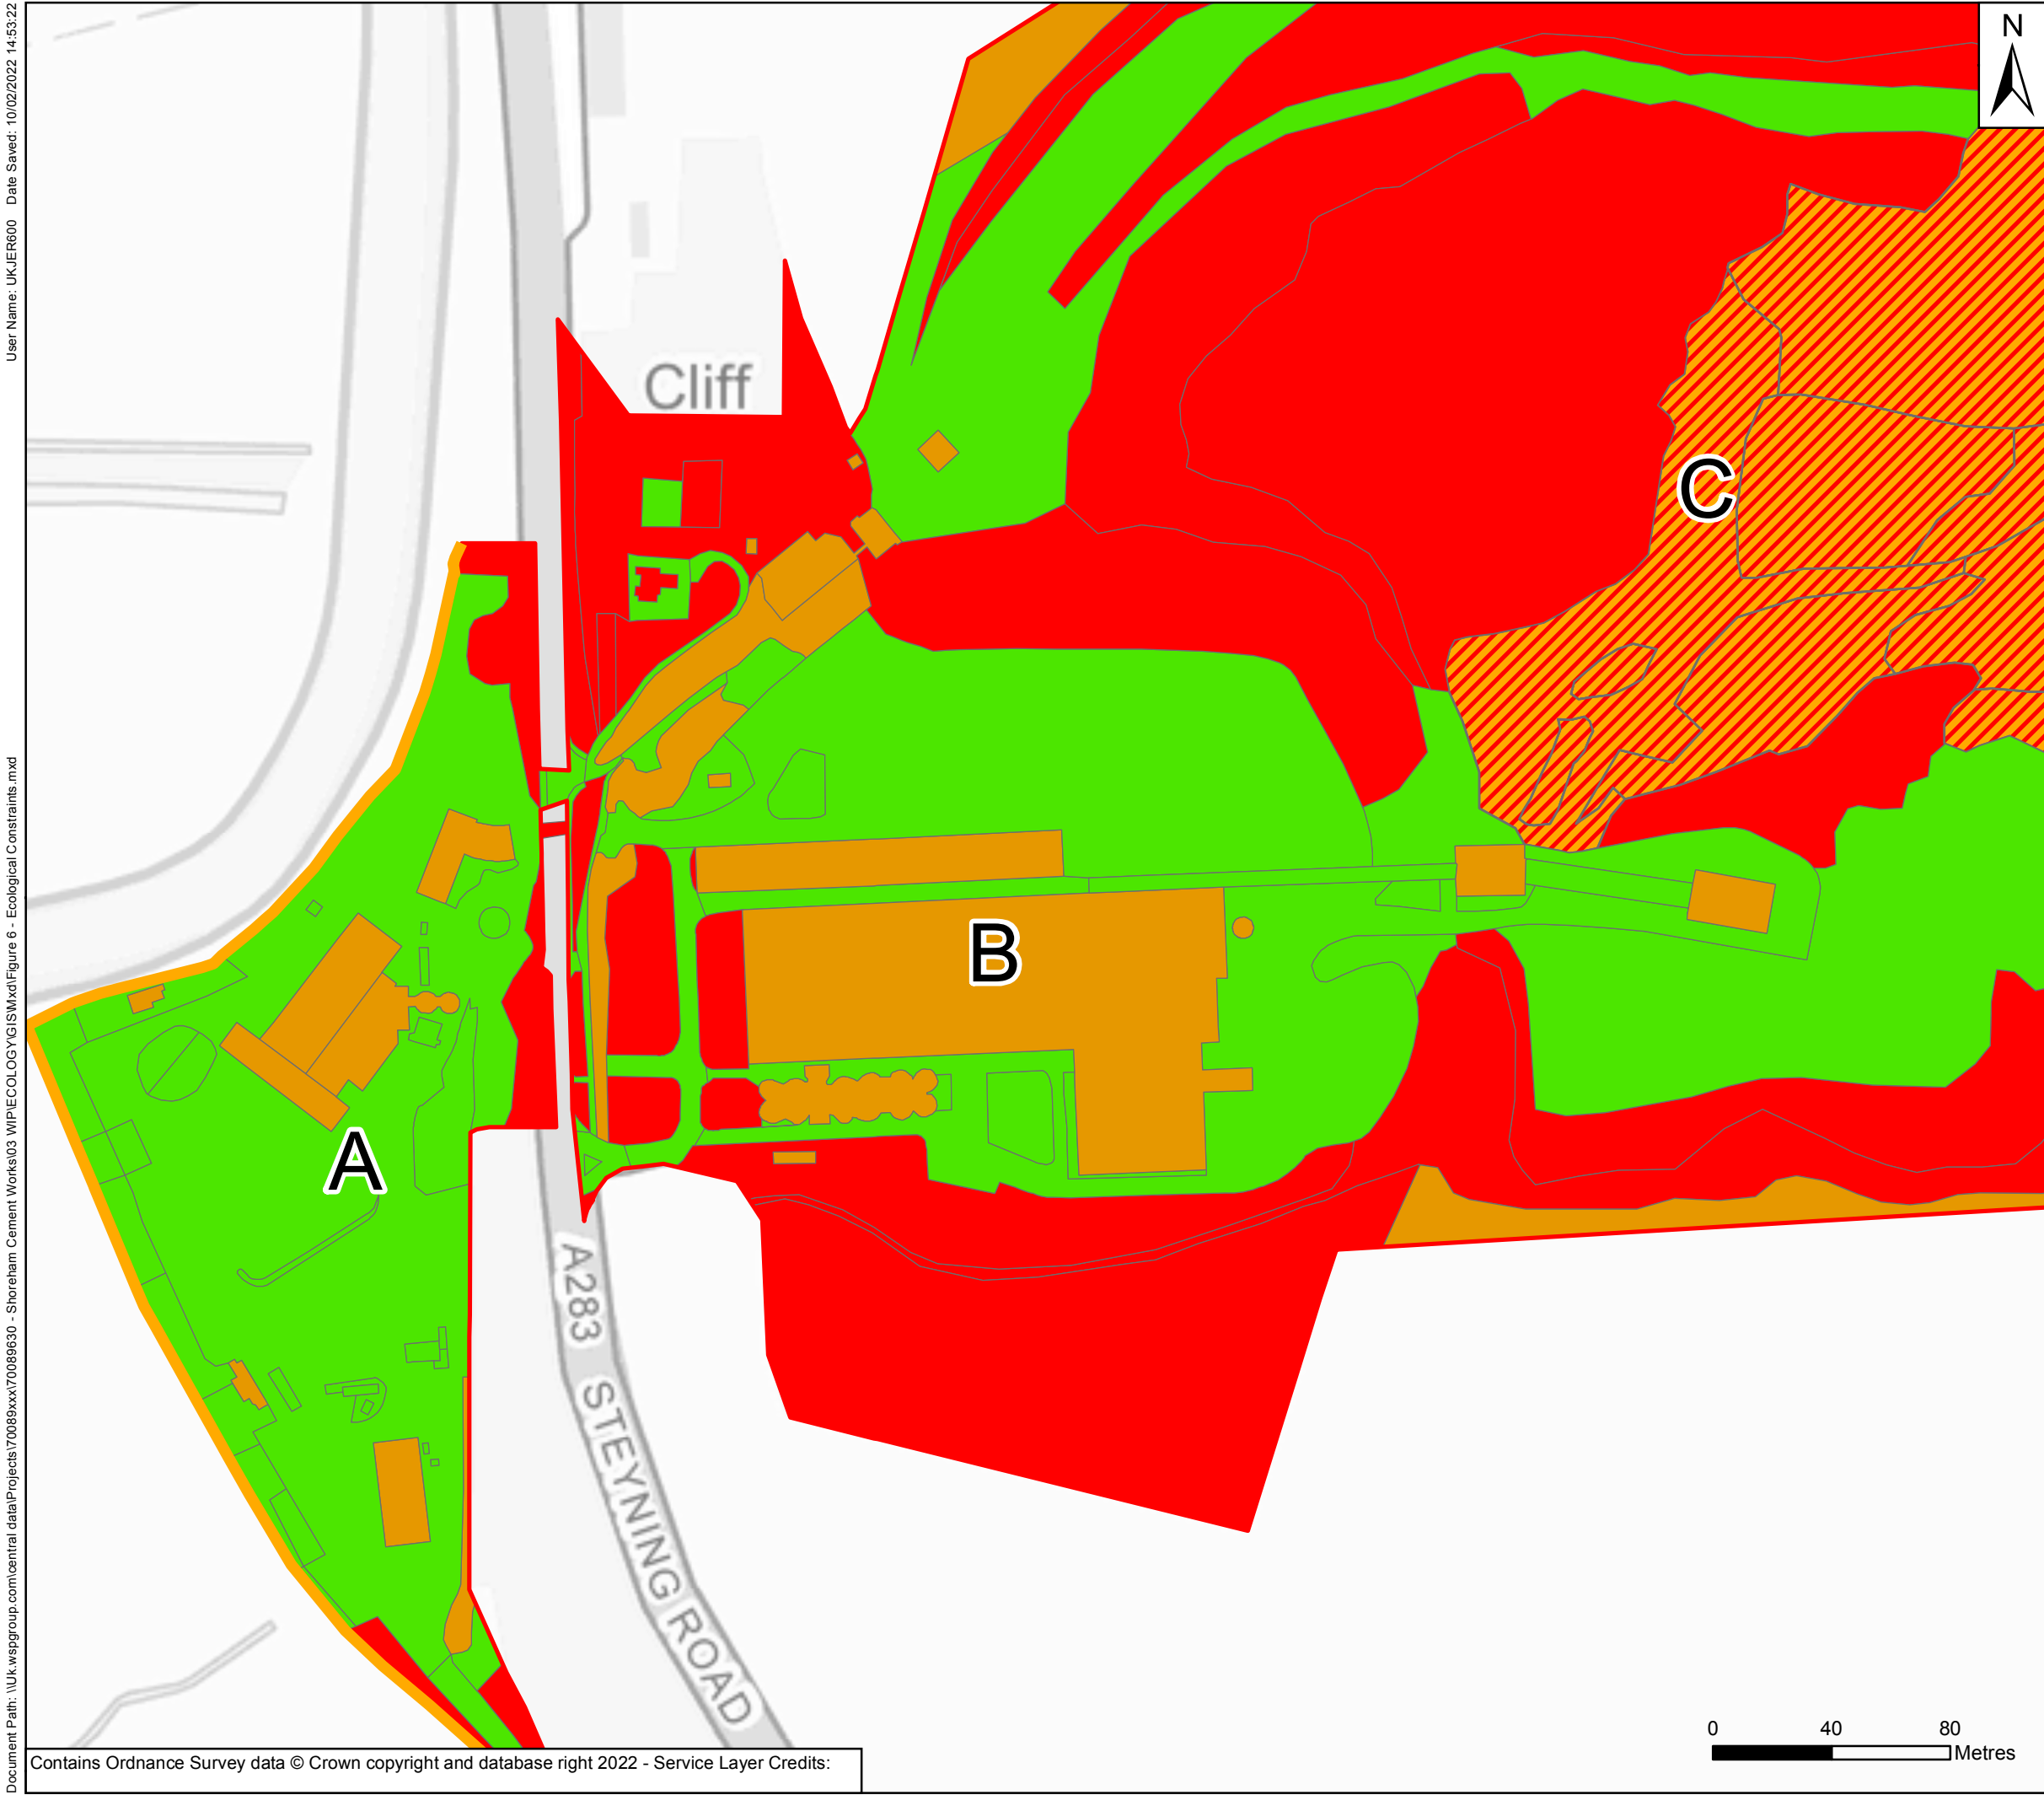 User Name: UKJER600 Date Saved: 10/02/2022 14:53:22
Document Path: \\Uk.wspgroup.com\central data\Projects\70089xxx\70089630 - Shoreham Cement Works\03 WIP\ECOLOGY\GIS\Mxd\Figure 6 - Ecological Constraints.mxd
N
Cliff
C
B
A
A283
STEYNING ROAD
0 40 80
Metres
Contains Ordnance Survey data © Crown copyright and database right 2022 - Service Layer Credits: